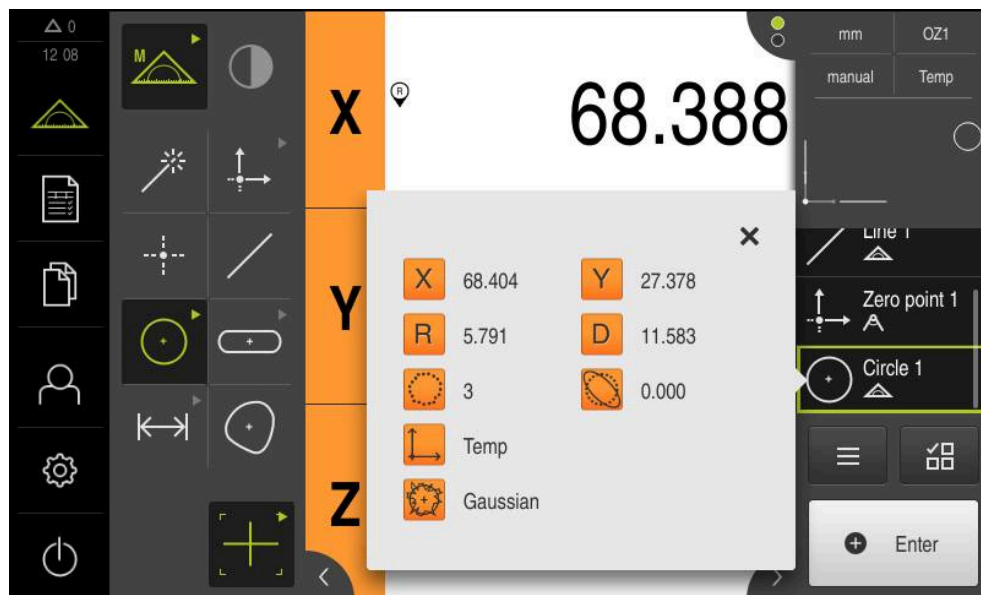 0
12 08
M
X
R
68.388
mm
OZ1
manual
Temp
Line 1
Zero point 1
Circle 1
X 68.404 Y 27.378
R 5.791 D 11.583
3 0.000
Temp
Gaussian
Y
Z
Enter